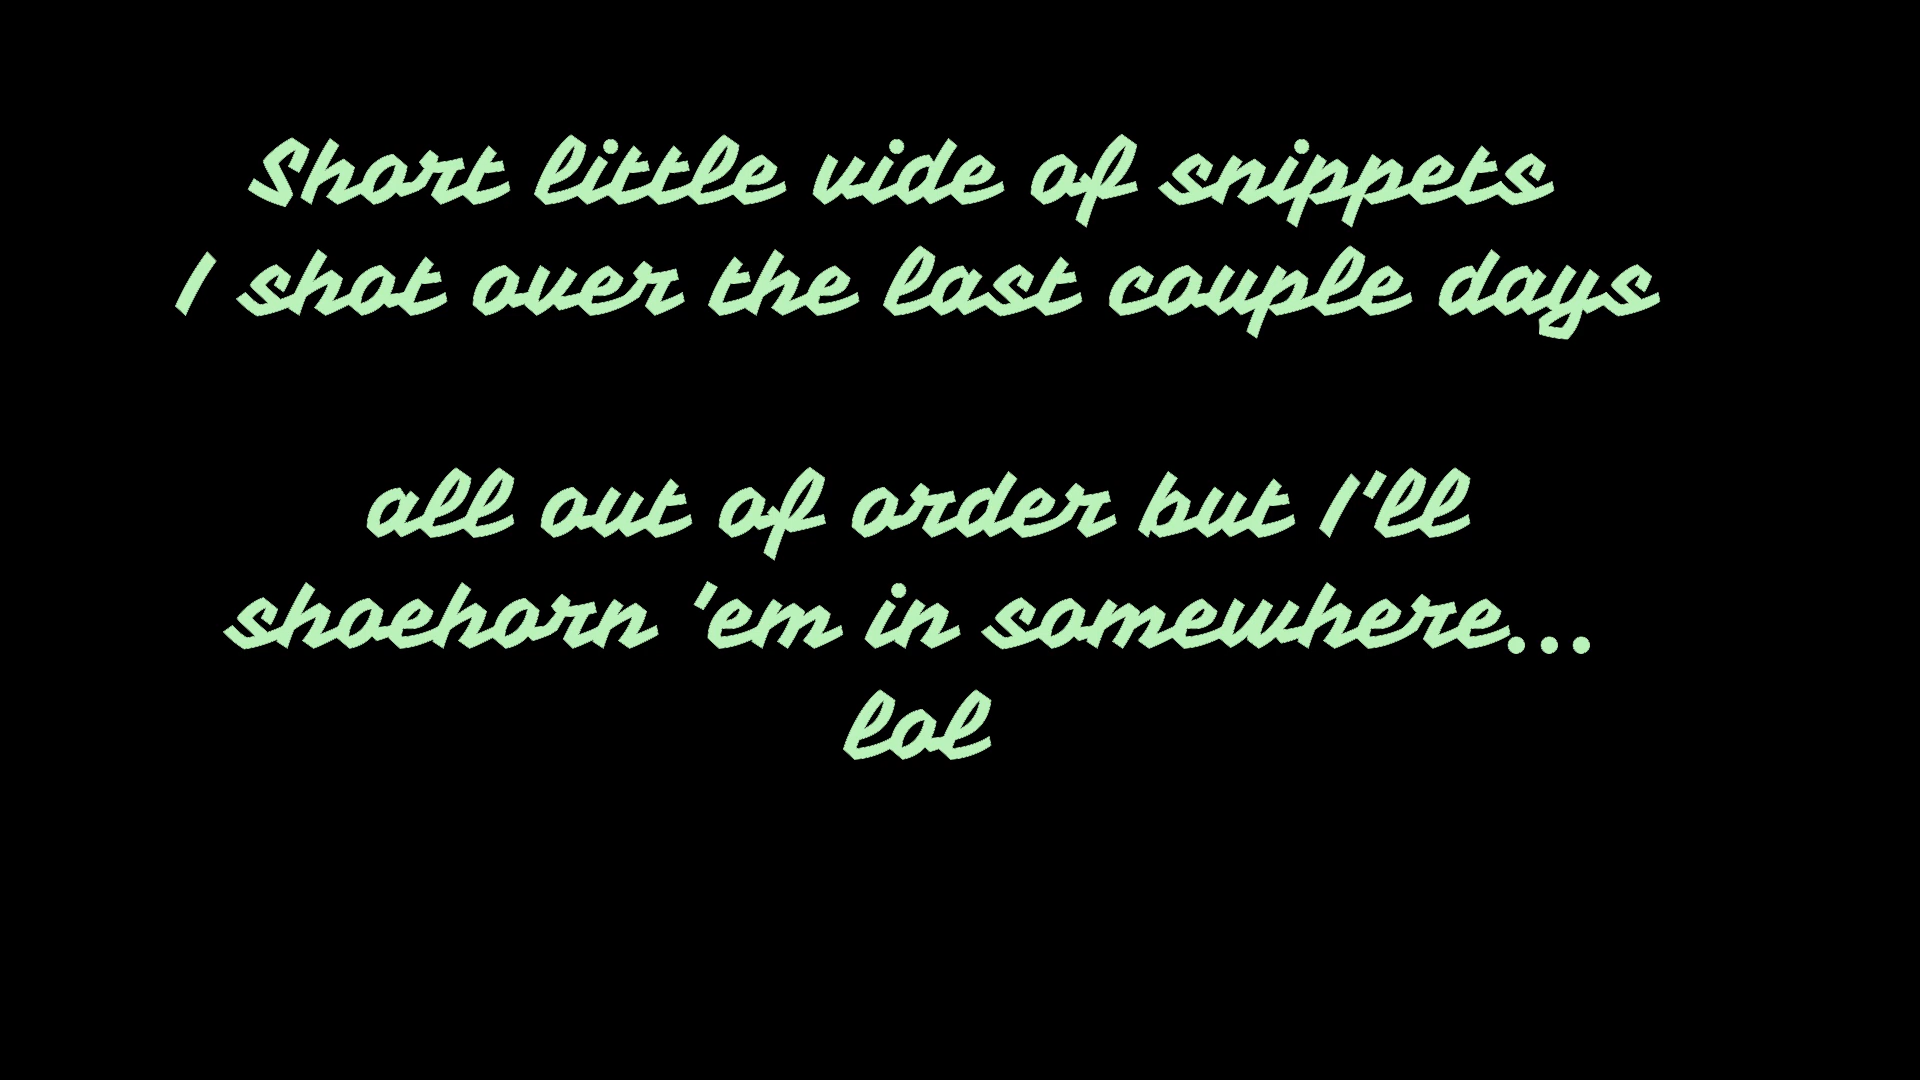 Short little vide of snippets
I shot over the last couple days
all out of order but I'll
shoehorn 'em in somewhere...
lol